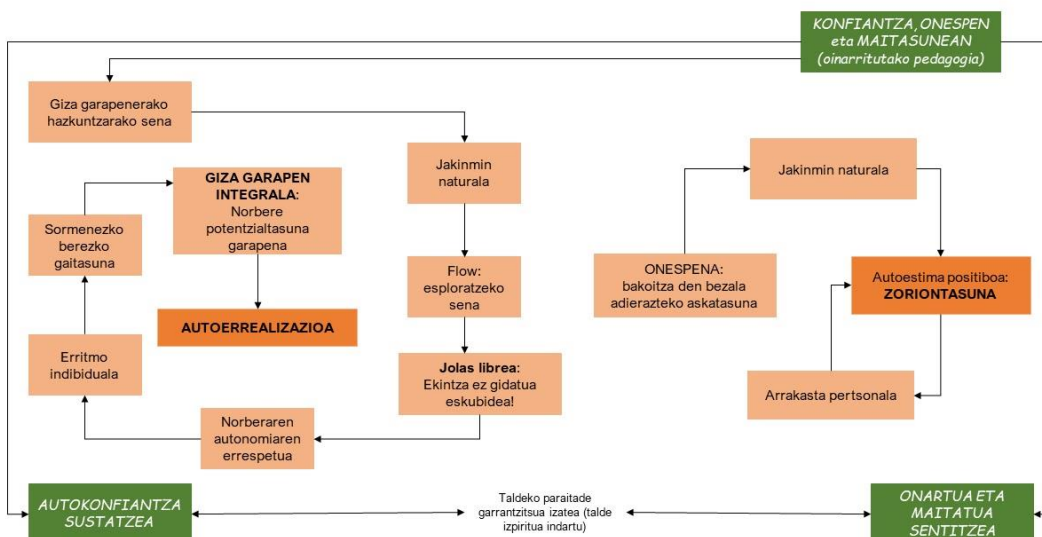 KONFIANTZA, ONESPEN
eta MAITASUNEAN
(oinarritutako pedagogia)
Giza garapenerako
hazkuntzarako sena
Jakinmin
naturala
Flow:
esploratzeko
sena
Jolas librea:
Ekintza ez gidatua
eskubidea!
Norberaren
autonomiaren
errespetua
Erritmo
indibiduala
Sormenezko
berezko
gaitasuna
GIZA GARAPEN
INTEGRALA:
Norbere
potentzialtasuna
garapena
AUTOERREALIZAZIOA
ONESPENA:
bakoitza den bezala
adierazteko askatasuna
Jakinmin naturala
Autoestima positiboa:
ZORIONTASUNA
Arrakasta pertsonala
AUTOKONFIANTZA
SUSTATZEA
Taldeko paraitade
garrantzitsua izatea (talde
izpiritua indartu)
ONARTUA ETA
MAITATUA
SENTITZEA